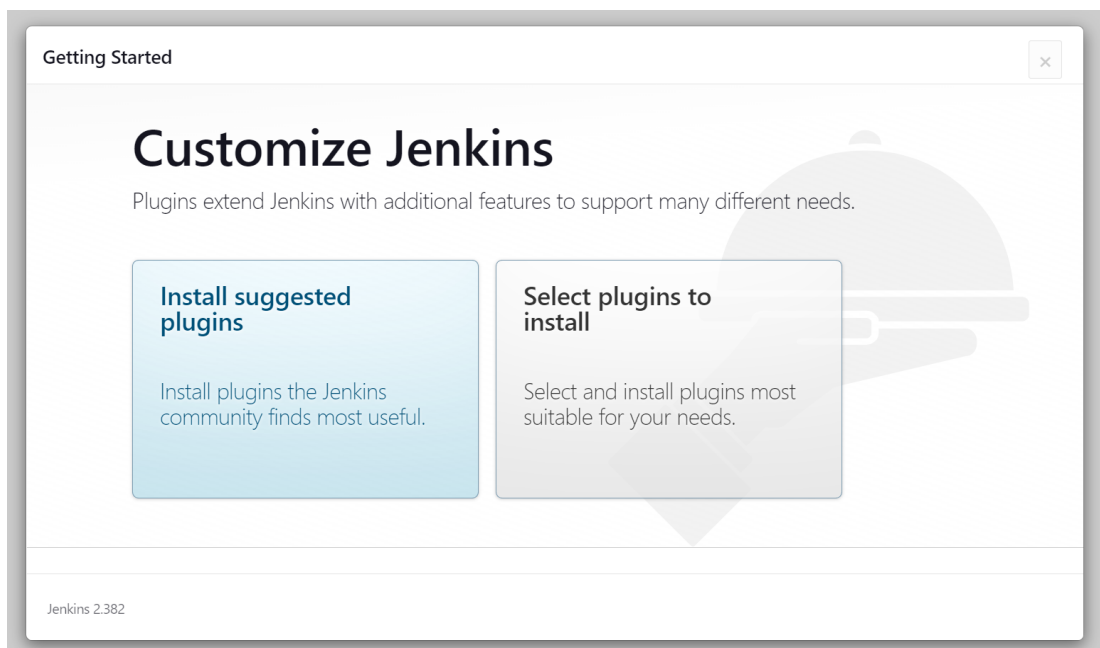 Getting Started
×
Customize Jenkins
Plugins extend Jenkins with additional features to support many different needs.
Install suggested
plugins
Install plugins the Jenkins
community finds most useful.
Select plugins to
install
Select and install plugins most
suitable for your needs.
Jenkins 2.382